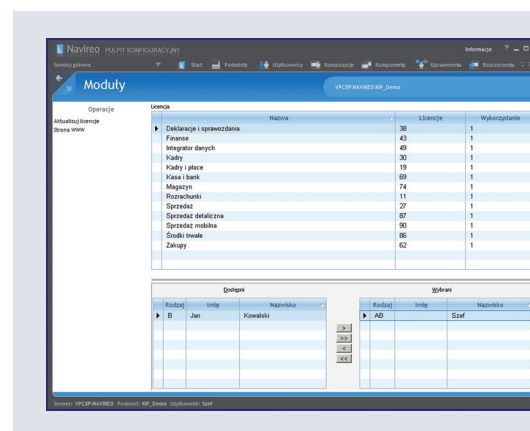 Navireo PULPIT KONFIGURACYJNY
Informacje ? 
Serwisy główne Start Podmioty Użytkownicy Kompozycje Komponenty Uprawnienia Rozszerzenia
Moduły
VPCXP\NAVIREO\KiP_Demo
Operacje
Aktualizuj licencje
Strona WWW
Licencja
Nazwa Licencje Wykorzystanie
Deklaracje i sprawozdania 38 1
Finanse 43 1
Integrator danych 49 1
Kadry 30 1
Kadry i płace 19 1
Kasa i bank 69 1
Magazyn 74 1
Rozrachunki 11 1
Sprzedaż 27 1
Sprzedaż detaliczna 87 1
Sprzedaż mobilna 90 1
Środki trwałe 86 1
Zakupy 62 1
Dostępni
Rodzaj Imię Nazwisko
B Jan Kowalski
>
>>
<
<<
Wybrani
Rodzaj Imię Nazwisko
AB Szef
Serwer: VPCXP\NAVIREO Podmiot: KiP_Demo Użytkownik: Szef